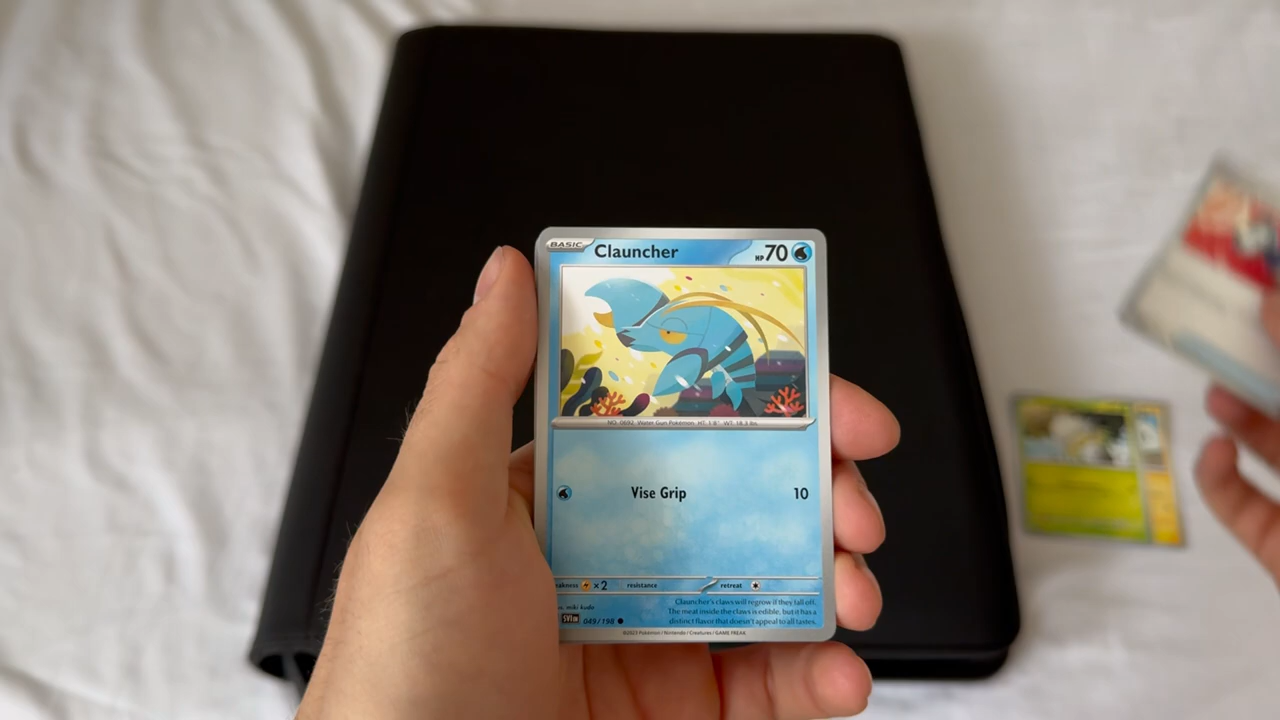 BASIC Clauncher HP 70
NO. 0692 Water Gun Pokémon HT: 1'8" WT: 18.3 lbs.
Vise Grip 10
weakness ×2 resistance retreat
miki kudo
Clauncher's claws will regrow if they fall off.
The meat inside the claws is edible, but it has a
distinct flavor that doesn't appeal to all tastes.
SVI EN 049/198
©2023 Pokémon / Nintendo / Creatures / GAME FREAK